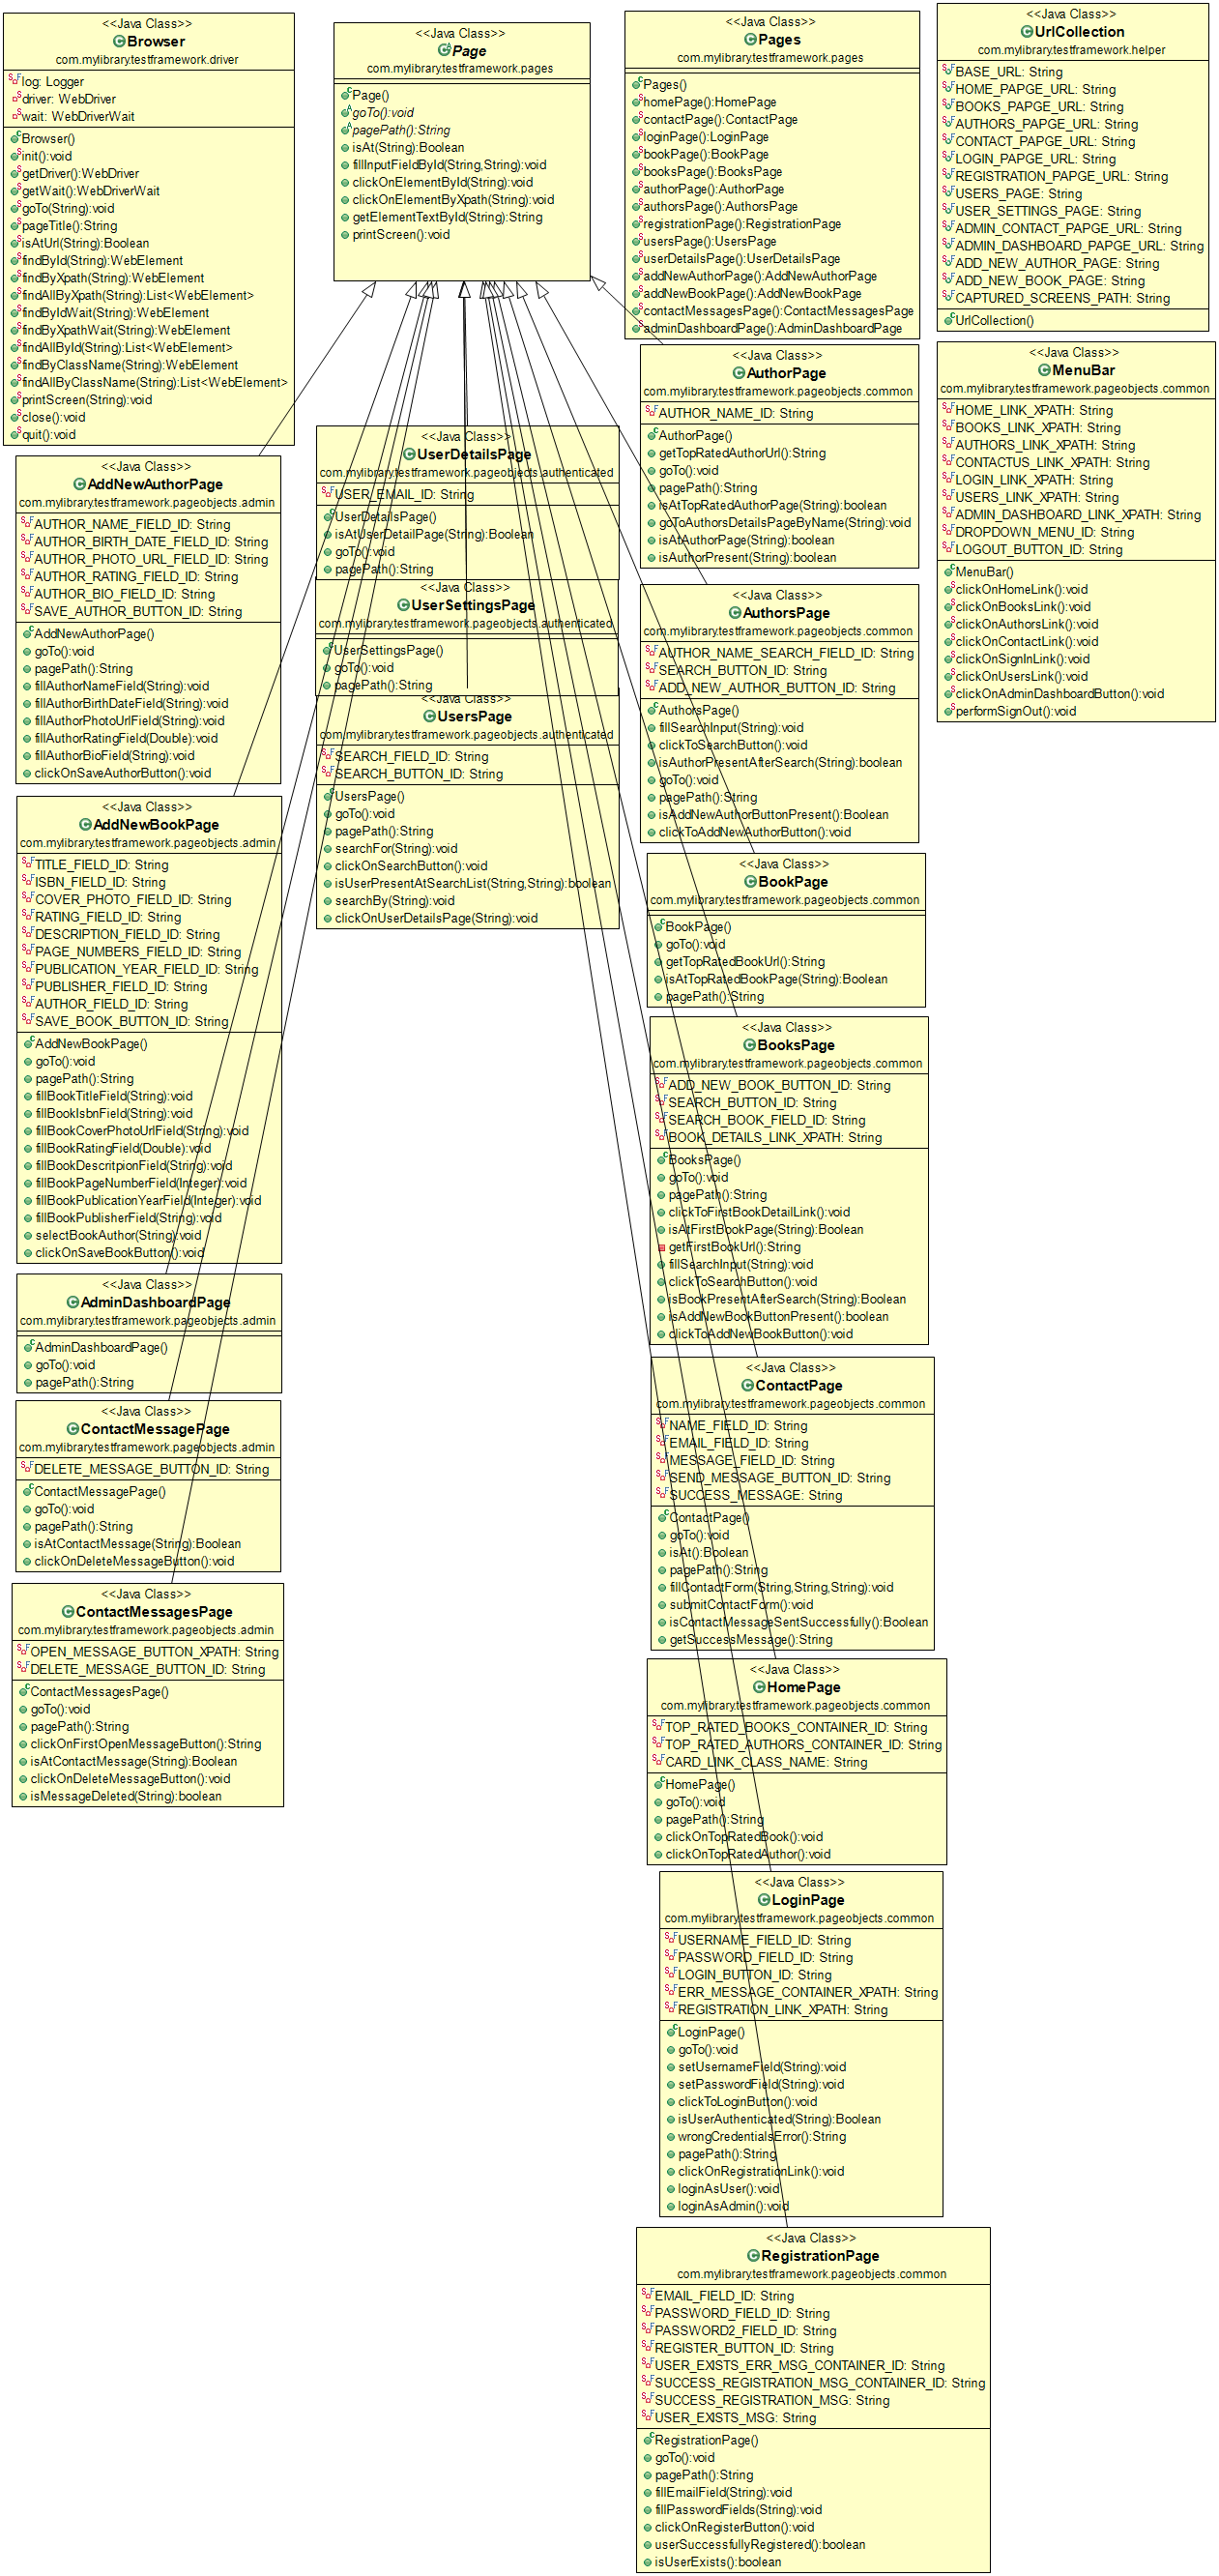 <<Java Class>>
Browser
com.mylibrary.testframework.driver
log: Logger
driver: WebDriver
wait: WebDriverWait
Browser()
init():void
getDriver():WebDriver
getWait():WebDriverWait
goTo(String):void
pageTitle():String
isAtUrl(String):Boolean
findById(String):WebElement
findByXpath(String):WebElement
findAllByXpath(String):List<WebElement>
findByIdWait(String):WebElement
findByXpathWait(String):WebElement
findAllById(String):List<WebElement>
findByClassName(String):WebElement
findAllByClassName(String):List<WebElement>
printScreen(String):void
close():void
quit():void
<<Java Class>>
AddNewAuthorPage
com.mylibrary.testframework.pageobjects.admin
AUTHOR_NAME_FIELD_ID: String
AUTHOR_BIRTH_DATE_FIELD_ID: String
AUTHOR_PHOTO_URL_FIELD_ID: String
AUTHOR_RATING_FIELD_ID: String
AUTHOR_BIO_FIELD_ID: String
SAVE_AUTHOR_BUTTON_ID: String
AddNewAuthorPage()
goTo():void
pagePath():String
fillAuthorNameField(String):void
fillAuthorBirthDateField(String):void
fillAuthorPhotoUrlField(String):void
fillAuthorRatingField(Double):void
fillAuthorBioField(String):void
clickOnSaveAuthorButton():void
<<Java Class>>
AddNewBookPage
com.mylibrary.testframework.pageobjects.admin
TITLE_FIELD_ID: String
ISBN_FIELD_ID: String
COVER_PHOTO_FIELD_ID: String
RATING_FIELD_ID: String
DESCRIPTION_FIELD_ID: String
PAGE_NUMBERS_FIELD_ID: String
PUBLICATION_YEAR_FIELD_ID: String
PUBLISHER_FIELD_ID: String
AUTHOR_FIELD_ID: String
SAVE_BOOK_BUTTON_ID: String
AddNewBookPage()
goTo():void
pagePath():String
fillBookTitleField(String):void
fillBookIsbnField(String):void
fillBookCoverPhotoUrlField(String):void
fillBookRatingField(Double):void
fillBookDescritpionField(String):void
fillBookPageNumberField(Integer):void
fillBookPublicationYearField(Integer):void
fillBookPublisherField(String):void
selectBookAuthor(String):void
clickOnSaveBookButton():void
<<Java Class>>
AdminDashboardPage
com.mylibrary.testframework.pageobjects.admin
AdminDashboardPage()
goTo():void
pagePath():String
<<Java Class>>
ContactMessagePage
com.mylibrary.testframework.pageobjects.admin
DELETE_MESSAGE_BUTTON_ID: String
ContactMessagePage()
goTo():void
pagePath():String
isAtContactMessage(String):Boolean
clickOnDeleteMessageButton():void
<<Java Class>>
ContactMessagesPage
com.mylibrary.testframework.pageobjects.admin
OPEN_MESSAGE_BUTTON_XPATH: String
DELETE_MESSAGE_BUTTON_ID: String
ContactMessagesPage()
goTo():void
pagePath():String
clickOnFirstOpenMessageButton():String
isAtContactMessage(String):Boolean
clickOnDeleteMessageButton():void
isMessageDeleted(String):boolean
<<Java Class>>
Page
com.mylibrary.testframework.pages
Page()
goTo():void
pagePath():String
isAt(String):Boolean
fillInputFieldById(String,String):void
clickOnElementById(String):void
clickOnElementByXpath(String):void
getElementTextById(String):String
printScreen():void
<<Java Class>>
UserDetailsPage
com.mylibrary.testframework.pageobjects.authenticated
USER_EMAIL_ID: String
UserDetailsPage()
isAtUserDetailPage(String):Boolean
goTo():void
pagePath():String
<<Java Class>>
UserSettingsPage
com.mylibrary.testframework.pageobjects.authenticated
UserSettingsPage()
goTo():void
pagePath():String
<<Java Class>>
UsersPage
com.mylibrary.testframework.pageobjects.authenticated
SEARCH_FIELD_ID: String
SEARCH_BUTTON_ID: String
UsersPage()
goTo():void
pagePath():String
searchFor(String):void
clickOnSearchButton():void
isUserPresentAtSearchList(String,String):boolean
searchBy(String):void
clickOnUserDetailsPage(String):void
<<Java Class>>
Pages
com.mylibrary.testframework.pages
Pages()
homePage():HomePage
contactPage():ContactPage
loginPage():LoginPage
bookPage():BookPage
booksPage():BooksPage
authorPage():AuthorPage
authorsPage():AuthorsPage
registrationPage():RegistrationPage
usersPage():UsersPage
userDetailsPage():UserDetailsPage
addNewAuthorPage():AddNewAuthorPage
addNewBookPage():AddNewBookPage
contactMessagesPage():ContactMessagesPage
adminDashboardPage():AdminDashboardPage
<<Java Class>>
AuthorPage
com.mylibrary.testframework.pageobjects.common
AUTHOR_NAME_ID: String
AuthorPage()
getTopRatedAuthorUrl():String
goTo():void
pagePath():String
isAtTopRatedAuthorPage(String):boolean
goToAuthorsDetailsPageByName(String):void
isAtAuthorPage(String):boolean
isAuthorPresent(String):boolean
<<Java Class>>
AuthorsPage
com.mylibrary.testframework.pageobjects.common
AUTHOR_NAME_SEARCH_FIELD_ID: String
SEARCH_BUTTON_ID: String
ADD_NEW_AUTHOR_BUTTON_ID: String
AuthorsPage()
fillSearchInput(String):void
clickToSearchButton():void
isAuthorPresentAfterSearch(String):boolean
goTo():void
pagePath():String
isAddNewAuthorButtonPresent():Boolean
clickToAddNewAuthorButton():void
<<Java Class>>
BookPage
com.mylibrary.testframework.pageobjects.common
BookPage()
goTo():void
getTopRatedBookUrl():String
isAtTopRatedBookPage(String):Boolean
pagePath():String
<<Java Class>>
BooksPage
com.mylibrary.testframework.pageobjects.common
ADD_NEW_BOOK_BUTTON_ID: String
SEARCH_BUTTON_ID: String
SEARCH_BOOK_FIELD_ID: String
BOOK_DETAILS_LINK_XPATH: String
BooksPage()
goTo():void
pagePath():String
clickToFirstBookDetailLink():void
isAtFirstBookPage(String):Boolean
getFirstBookUrl():String
fillSearchInput(String):void
clickToSearchButton():void
isBookPresentAfterSearch(String):Boolean
isAddNewBookButtonPresent():boolean
clickToAddNewBookButton():void
<<Java Class>>
ContactPage
com.mylibrary.testframework.pageobjects.common
NAME_FIELD_ID: String
EMAIL_FIELD_ID: String
MESSAGE_FIELD_ID: String
SEND_MESSAGE_BUTTON_ID: String
SUCCESS_MESSAGE: String
ContactPage()
goTo():void
isAt():Boolean
pagePath():String
fillContactForm(String,String,String):void
submitContactForm():void
isContactMessageSentSuccessfully():Boolean
getSuccessMessage():String
<<Java Class>>
HomePage
com.mylibrary.testframework.pageobjects.common
TOP_RATED_BOOKS_CONTAINER_ID: String
TOP_RATED_AUTHORS_CONTAINER_ID: String
CARD_LINK_CLASS_NAME: String
HomePage()
goTo():void
pagePath():String
clickOnTopRatedBook():void
clickOnTopRatedAuthor():void
<<Java Class>>
LoginPage
com.mylibrary.testframework.pageobjects.common
USERNAME_FIELD_ID: String
PASSWORD_FIELD_ID: String
LOGIN_BUTTON_ID: String
ERR_MESSAGE_CONTAINER_XPATH: String
REGISTRATION_LINK_XPATH: String
LoginPage()
goTo():void
setUsernameField(String):void
setPasswordField(String):void
clickToLoginButton():void
isUserAuthenticated(String):Boolean
wrongCredentialsError():String
pagePath():String
clickOnRegistrationLink():void
loginAsUser():void
loginAsAdmin():void
<<Java Class>>
RegistrationPage
com.mylibrary.testframework.pageobjects.common
EMAIL_FIELD_ID: String
PASSWORD_FIELD_ID: String
PASSWORD2_FIELD_ID: String
REGISTER_BUTTON_ID: String
USER_EXISTS_ERR_MSG_CONTAINER_ID: String
SUCCESS_REGISTRATION_MSG_CONTAINER_ID: String
SUCCESS_REGISTRATION_MSG: String
USER_EXISTS_MSG: String
RegistrationPage()
goTo():void
pagePath():String
fillEmailField(String):void
fillPasswordFields(String):void
clickOnRegisterButton():void
userSuccessfullyRegistered():boolean
isUserExists():boolean
<<Java Class>>
UrlCollection
com.mylibrary.testframework.helper
BASE_URL: String
HOME_PAPGE_URL: String
BOOKS_PAPGE_URL: String
AUTHORS_PAPGE_URL: String
CONTACT_PAPGE_URL: String
LOGIN_PAPGE_URL: String
REGISTRATION_PAPGE_URL: String
USERS_PAGE: String
USER_SETTINGS_PAGE: String
ADMIN_CONTACT_PAPGE_URL: String
ADMIN_DASHBOARD_PAPGE_URL: String
ADD_NEW_AUTHOR_PAGE: String
ADD_NEW_BOOK_PAGE: String
CAPTURED_SCREENS_PATH: String
UrlCollection()
<<Java Class>>
MenuBar
com.mylibrary.testframework.pageobjects.common
HOME_LINK_XPATH: String
BOOKS_LINK_XPATH: String
AUTHORS_LINK_XPATH: String
CONTACTUS_LINK_XPATH: String
LOGIN_LINK_XPATH: String
USERS_LINK_XPATH: String
ADMIN_DASHBOARD_LINK_XPATH: String
DROPDOWN_MENU_ID: String
LOGOUT_BUTTON_ID: String
MenuBar()
clickOnHomeLink():void
clickOnBooksLink():void
clickOnAuthorsLink():void
clickOnContactLink():void
clickOnSignInLink():void
clickOnUsersLink():void
clickOnAdminDashboardButton():void
performSignOut():void